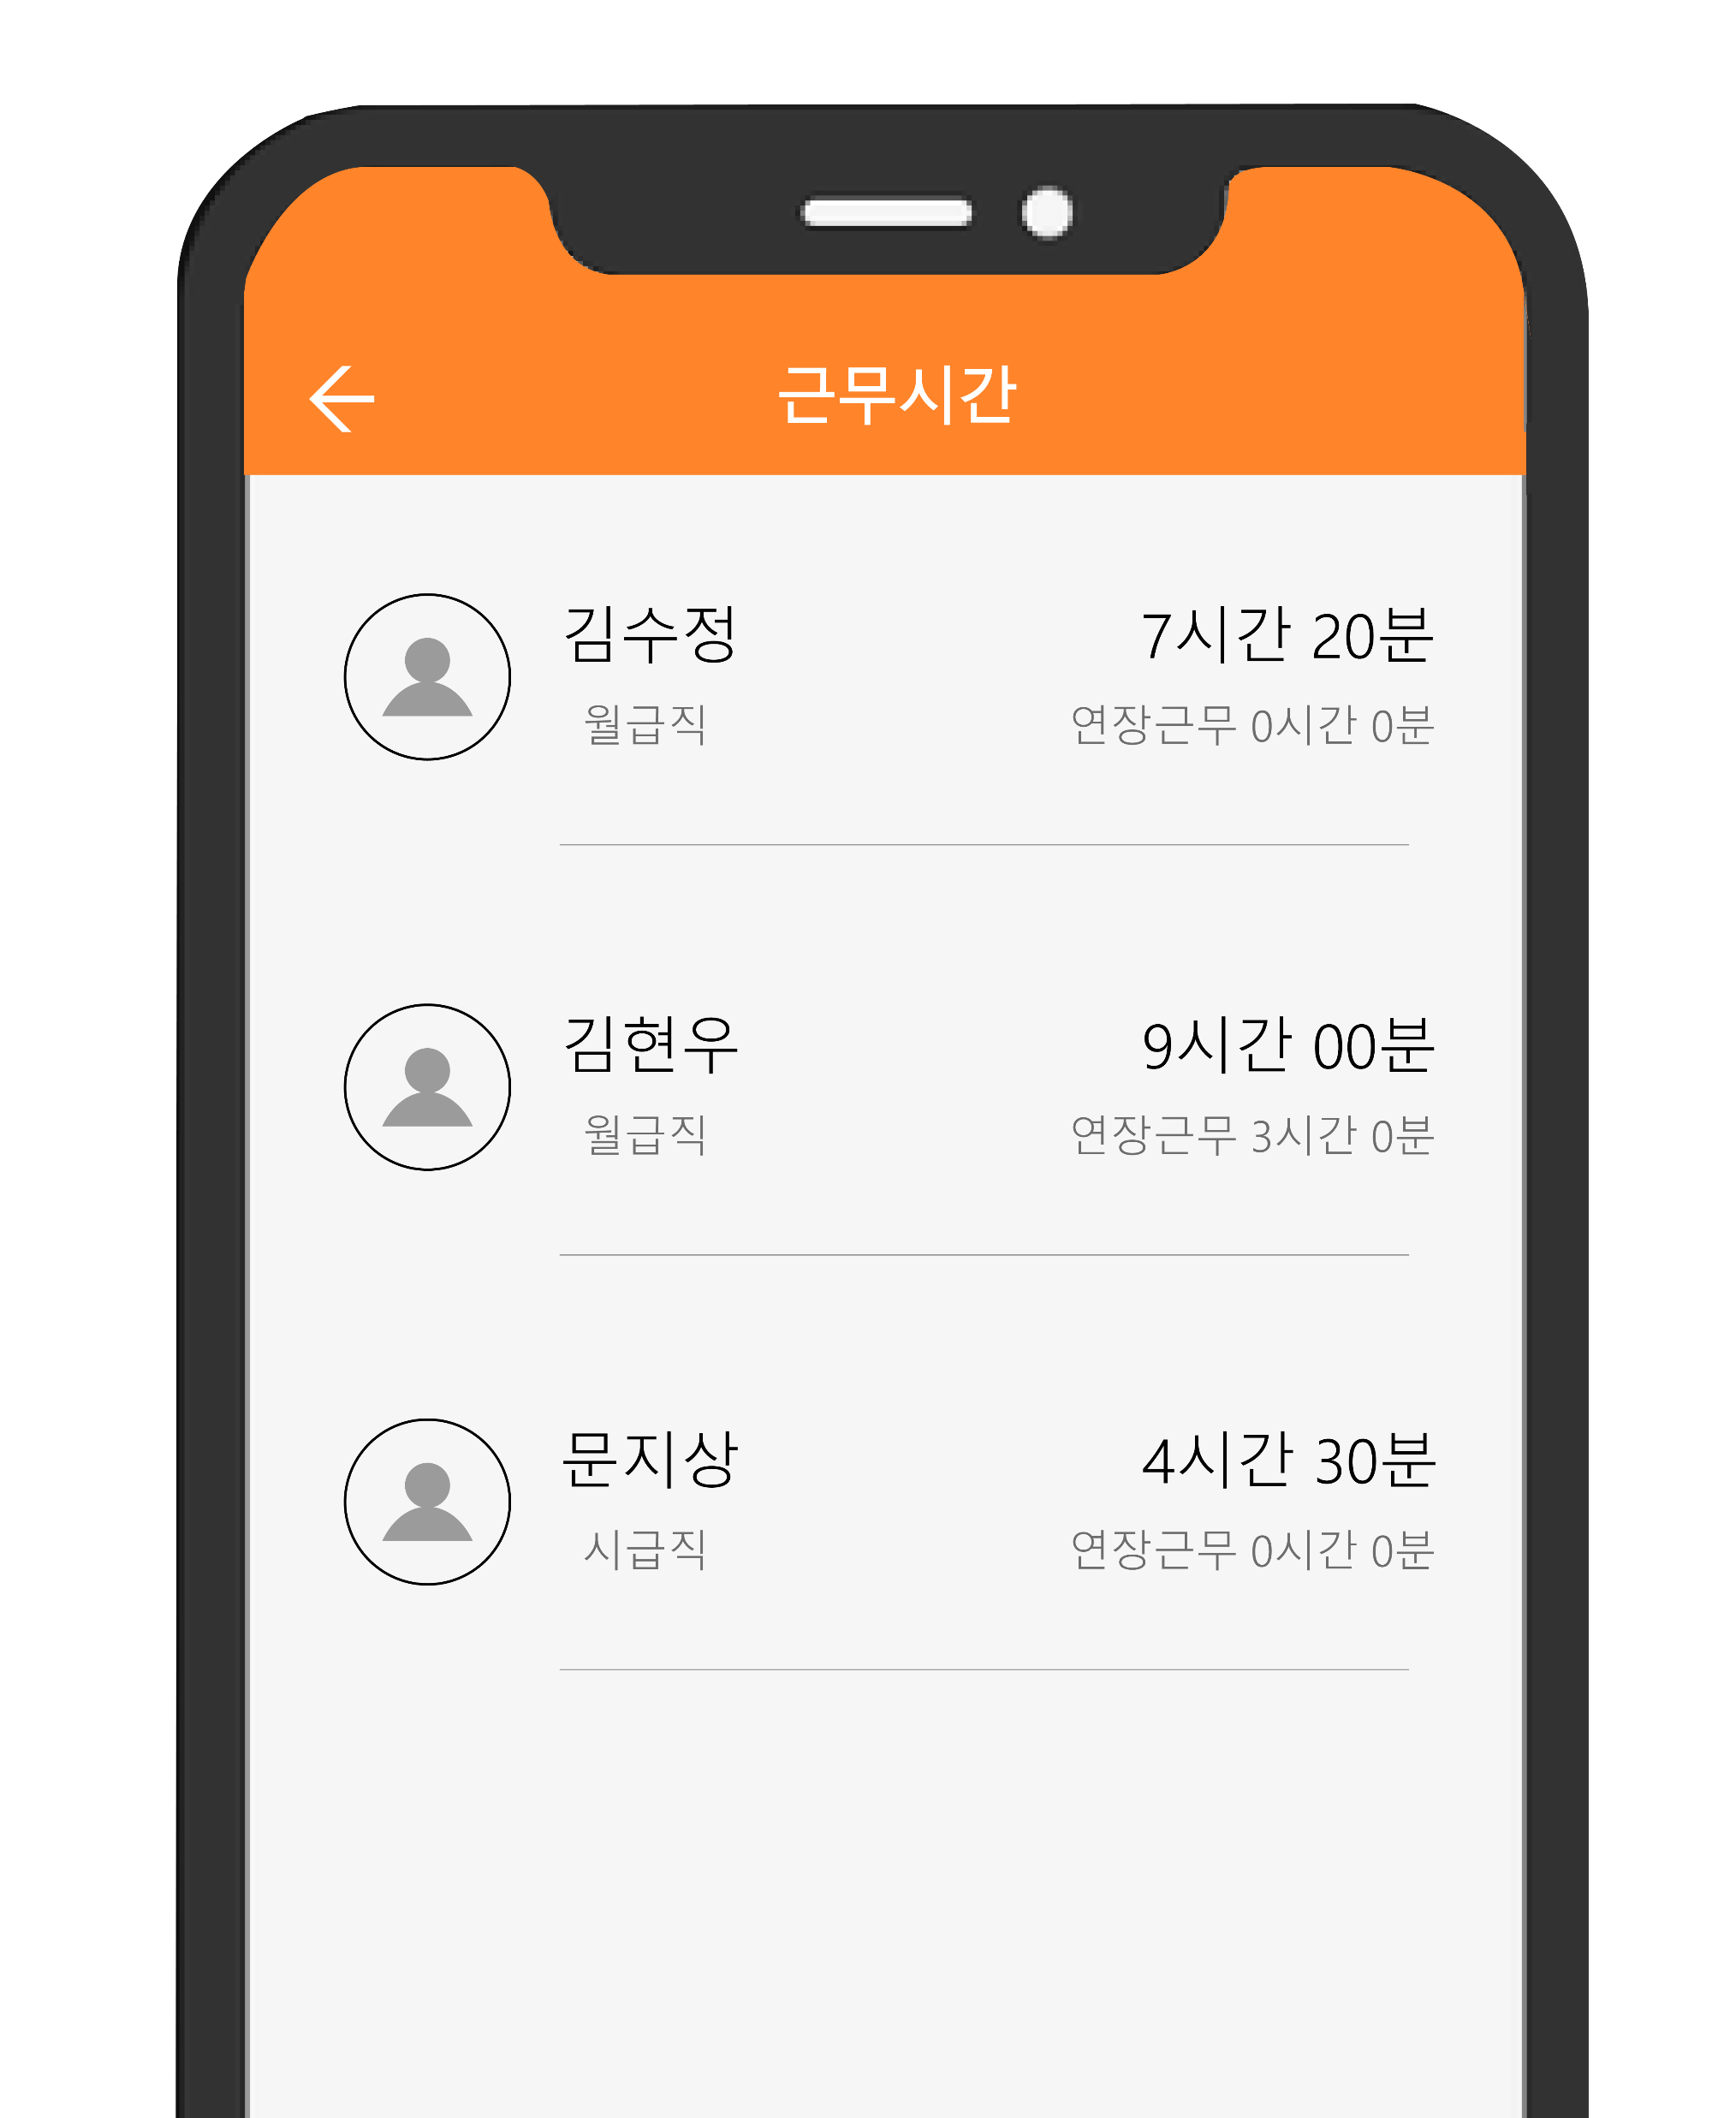 근무시간
김수정 7시간 20분
월급직 연장근무 0시간 0분
김현우 9시간 00분
월급직 연장근무 3시간 0분
문지상 4시간 30분
시급직 연장근무 0시간 0분